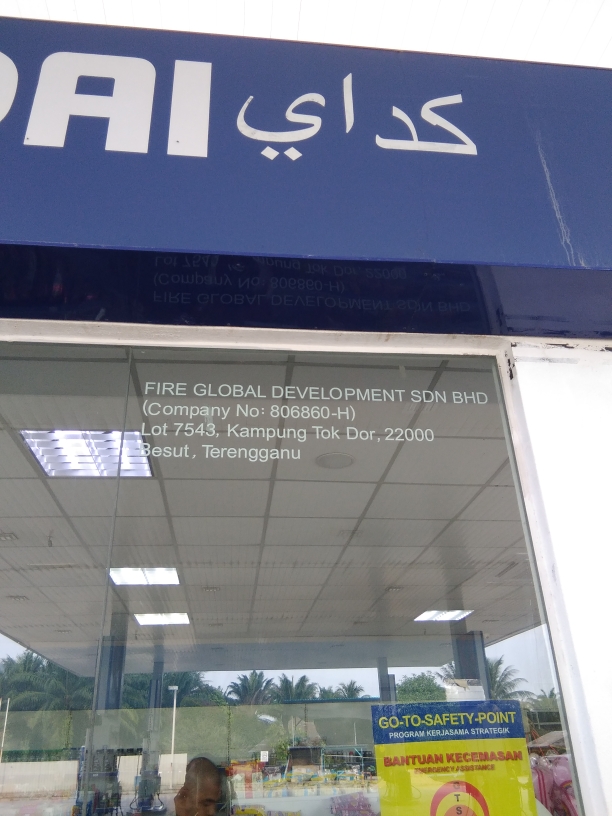 DAI کداي
FIRE GLOBAL DEVELOPMENT SDN BHD
(Company No: 806860-H)
Lot 7543, Kampung Tok Dor, 22000
Besut, Terengganu
GO-TO-SAFETY-POINT
PROGRAM KERJASAMA STRATEGIK
BANTUAN KECEMASAN
EMERGENCY ASSISTANCE